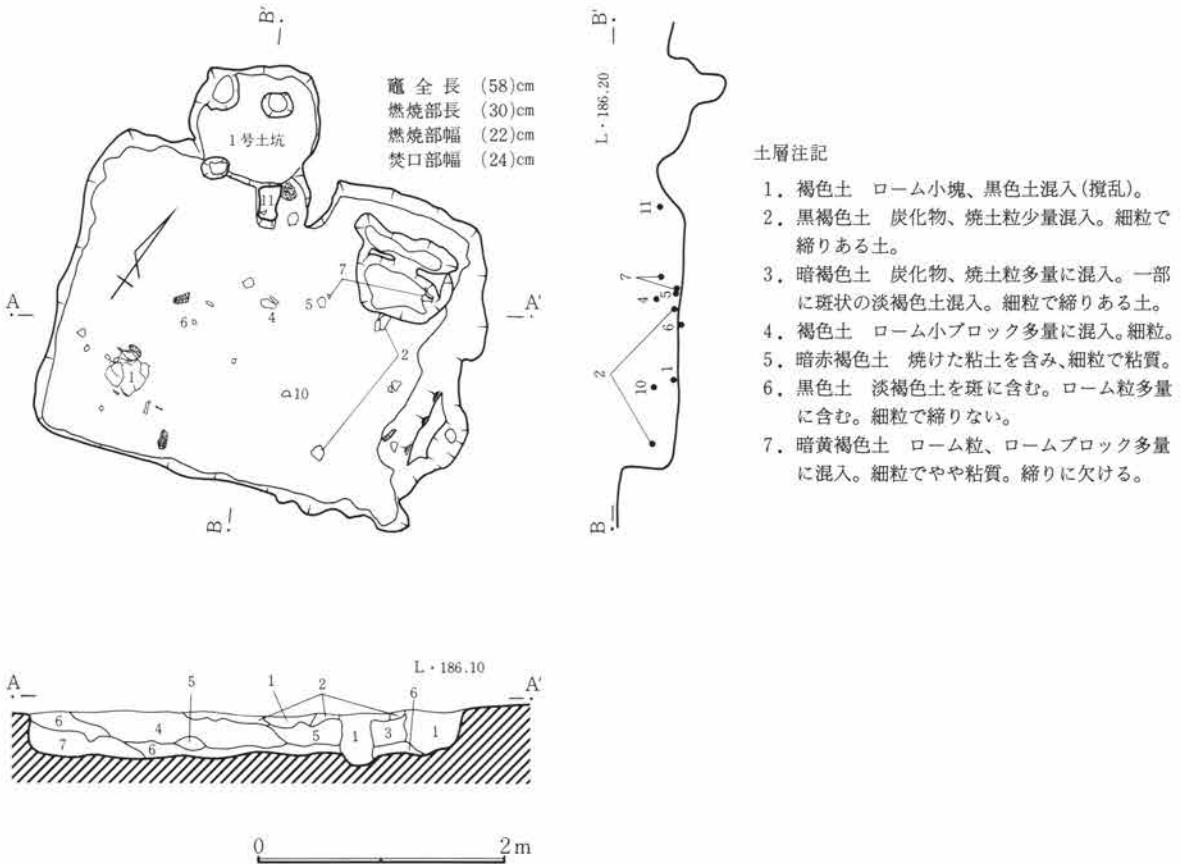 B'
竈全長 (58)cm
燃焼部長 (30)cm
燃焼部幅 (22)cm
焚口部幅 (24)cm
1号土坑
11
7
5
4
6
A
A'
2
1
10
B
B'
L・186.20
11
7
5
4
6
2
1
10
B
土層注記
1. 褐色土 ローム小塊、黒色土混入(撹乱)。
2. 黒褐色土 炭化物、焼土粒少量混入。細粒で
締りある土。
3. 暗褐色土 炭化物、焼土粒多量に混入。一部
に斑状の淡褐色土混入。細粒で締りある土。
4. 褐色土 ローム小ブロック多量に混入。細粒。
5. 暗赤褐色土 焼けた粘土を含み、細粒で粘質。
6. 黒色土 淡褐色土を斑に含む。ローム粒多量
に含む。細粒で締りない。
7. 暗黄褐色土 ローム粒、ロームブロック多量
に混入。細粒でやや粘質。締りに欠ける。
L・186.10
A
5
1
2
6
A'
6
4
7
6
5
1
3
1
0
2m